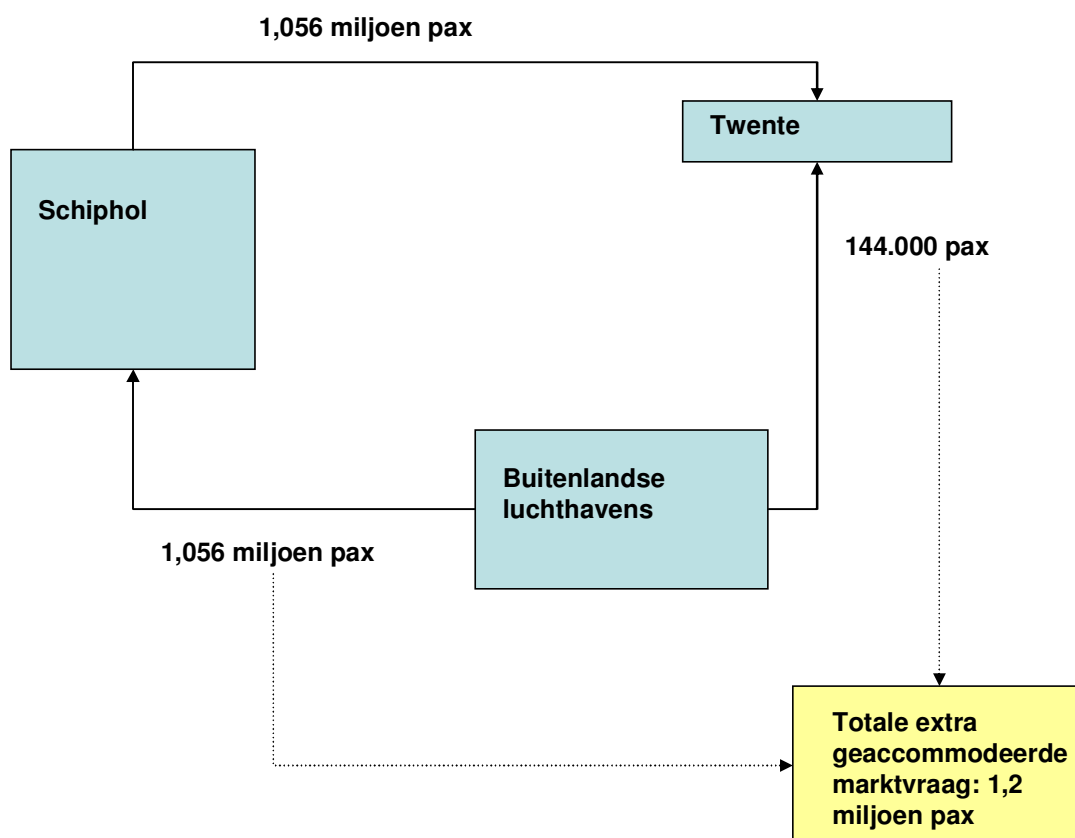 1,056 miljoen pax
Twente
Schiphol
144.000 pax
Buitenlandse
luchthavens
1,056 miljoen pax
Totale extra
geaccommodeerde
marktvraag: 1,2
miljoen pax